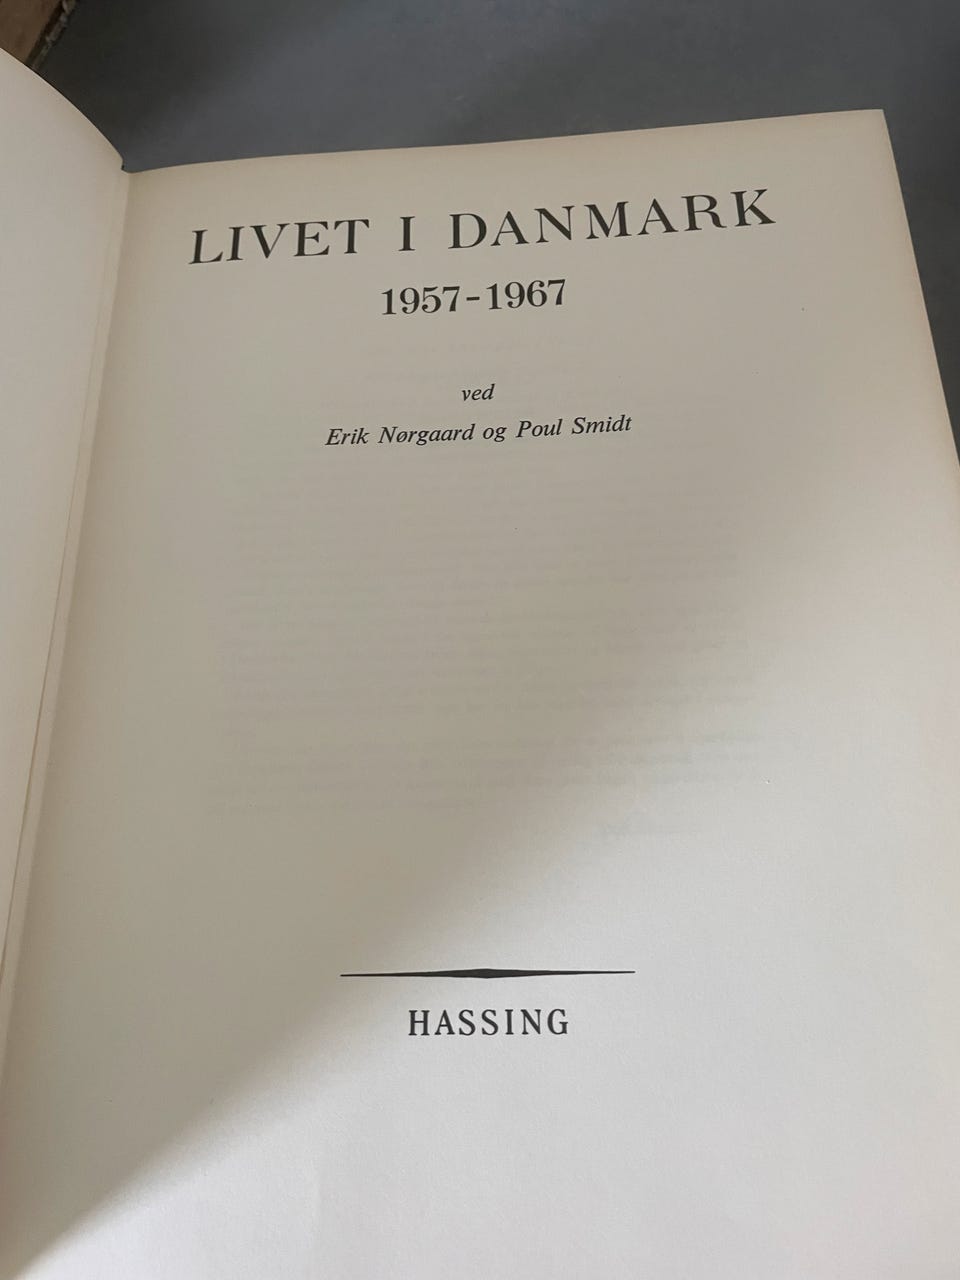 LIVET I DANMARK
1957-1967
ved
Erik Nørgaard og Poul Smidt
HASSING